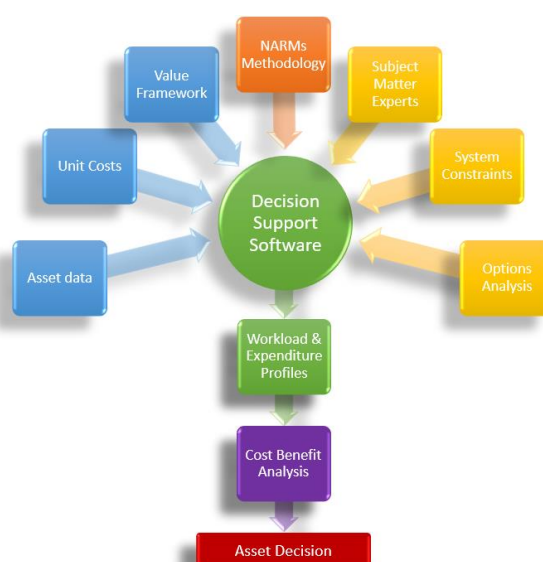 NARMs
Methodology
Value
Framework
Subject
Matter
Experts
Unit Costs
System
Constraints
Decision
Support
Software
Asset data
Options
Analysis
Workload &
Expenditure
Profiles
Cost Benefit
Analysis
Asset Decision